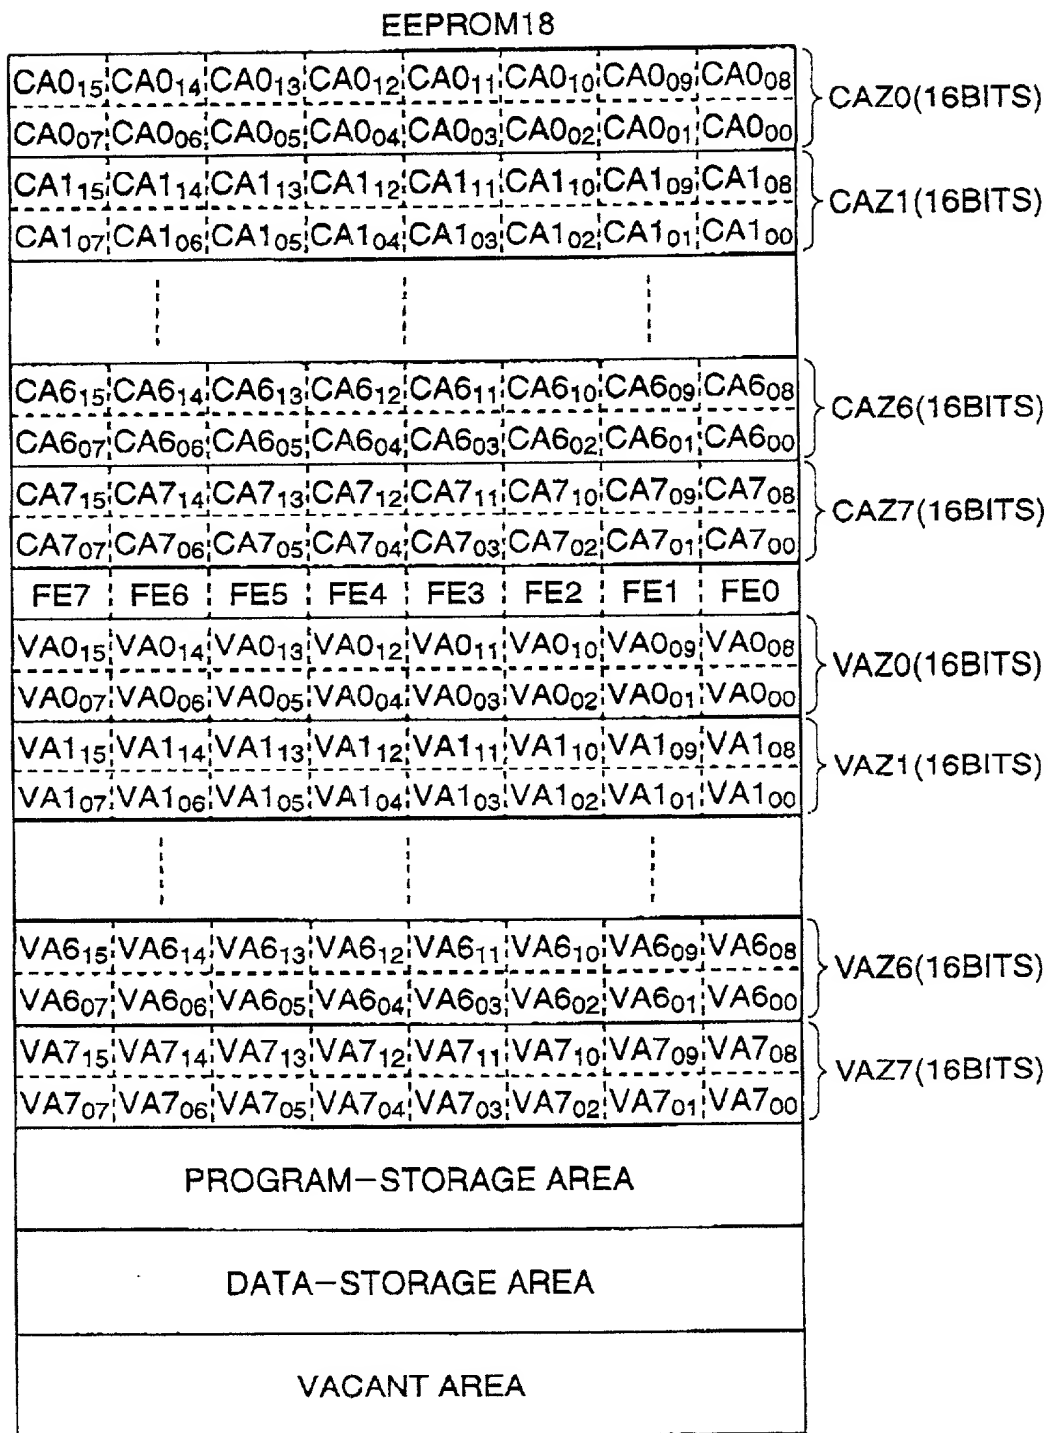 EEPROM18
CA0₁₅ CA0₁₄ CA0₁₃ CA0₁₂ CA0₁₁ CA0₁₀ CA0₀₉ CA0₀₈
CAZ0(16BITS)
CA0₀₇ CA0₀₆ CA0₀₅ CA0₀₄ CA0₀₃ CA0₀₂ CA0₀₁ CA0₀₀
CA1₁₅ CA1₁₄ CA1₁₃ CA1₁₂ CA1₁₁ CA1₁₀ CA1₀₉ CA1₀₈
CAZ1(16BITS)
CA1₀₇ CA1₀₆ CA1₀₅ CA1₀₄ CA1₀₃ CA1₀₂ CA1₀₁ CA1₀₀
CA6₁₅ CA6₁₄ CA6₁₃ CA6₁₂ CA6₁₁ CA6₁₀ CA6₀₉ CA6₀₈
CAZ6(16BITS)
CA6₀₇ CA6₀₆ CA6₀₅ CA6₀₄ CA6₀₃ CA6₀₂ CA6₀₁ CA6₀₀
CA7₁₅ CA7₁₄ CA7₁₃ CA7₁₂ CA7₁₁ CA7₁₀ CA7₀₉ CA7₀₈
CAZ7(16BITS)
CA7₀₇ CA7₀₆ CA7₀₅ CA7₀₄ CA7₀₃ CA7₀₂ CA7₀₁ CA7₀₀
FE7 FE6 FE5 FE4 FE3 FE2 FE1 FE0
VA0₁₅ VA0₁₄ VA0₁₃ VA0₁₂ VA0₁₁ VA0₁₀ VA0₀₉ VA0₀₈
VAZ0(16BITS)
VA0₀₇ VA0₀₆ VA0₀₅ VA0₀₄ VA0₀₃ VA0₀₂ VA0₀₁ VA0₀₀
VA1₁₅ VA1₁₄ VA1₁₃ VA1₁₂ VA1₁₁ VA1₁₀ VA1₀₉ VA1₀₈
VAZ1(16BITS)
VA1₀₇ VA1₀₆ VA1₀₅ VA1₀₄ VA1₀₃ VA1₀₂ VA1₀₁ VA1₀₀
VA6₁₅ VA6₁₄ VA6₁₃ VA6₁₂ VA6₁₁ VA6₁₀ VA6₀₉ VA6₀₈
VAZ6(16BITS)
VA6₀₇ VA6₀₆ VA6₀₅ VA6₀₄ VA6₀₃ VA6₀₂ VA6₀₁ VA6₀₀
VA7₁₅ VA7₁₄ VA7₁₃ VA7₁₂ VA7₁₁ VA7₁₀ VA7₀₉ VA7₀₈
VAZ7(16BITS)
VA7₀₇ VA7₀₆ VA7₀₅ VA7₀₄ VA7₀₃ VA7₀₂ VA7₀₁ VA7₀₀
PROGRAM-STORAGE AREA
DATA-STORAGE AREA
VACANT AREA